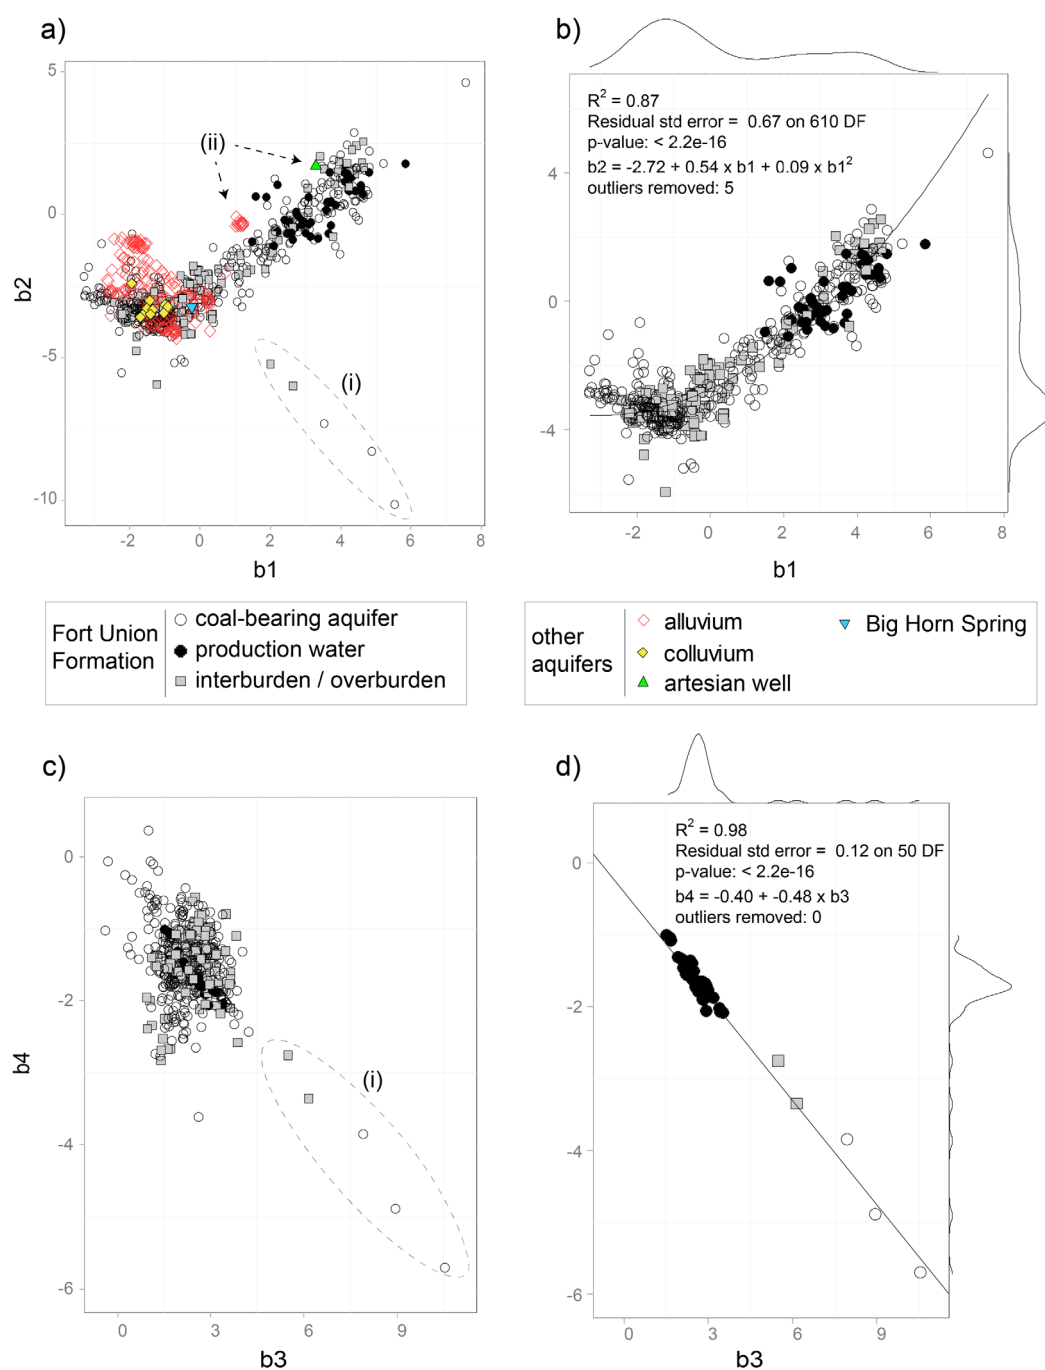 a)
5
0
-5
-10
b2
(ii)
(i)
-2
0
2
4
6
8
b1
b)
R² = 0.87
Residual std error = 0.67 on 610 DF
p-value: < 2.2e-16
b2 = -2.72 + 0.54 x b1 + 0.09 x b1²
outliers removed: 5
4
0
-4
-2
0
2
4
6
8
b1
Fort Union
Formation
coal-bearing aquifer
production water
interburden / overburden
other
aquifers
alluvium
colluvium
artesian well
Big Horn Spring
c)
0
-2
-4
-6
b4
(i)
0
3
6
9
b3
d)
R² = 0.98
Residual std error = 0.12 on 50 DF
p-value: < 2.2e-16
b4 = -0.40 + -0.48 x b3
outliers removed: 0
0
-2
-4
-6
0
3
6
9
b3